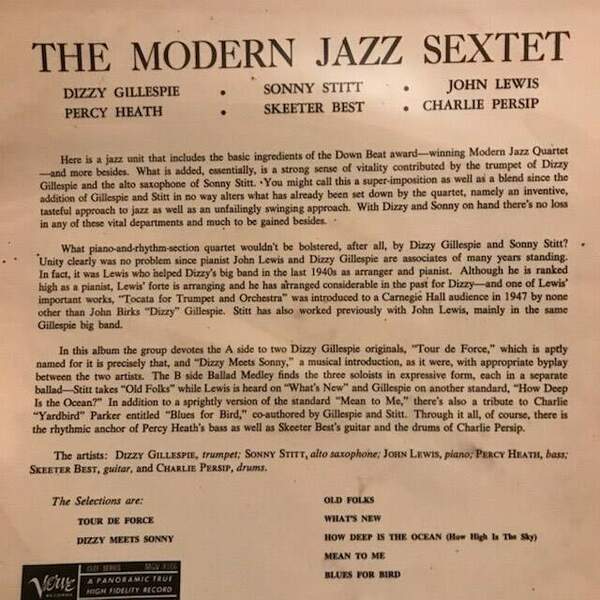 THE MODERN JAZZ SEXTET
DIZZY GILLESPIE • SONNY STITT • JOHN LEWIS
PERCY HEATH • SKEETER BEST • CHARLIE PERSIP
Here is a jazz unit that includes the basic ingredients of the Down Beat award—winning Modern Jazz Quartet
—and more besides. What is added, essentially, is a strong sense of vitality contributed by the trumpet of Dizzy
Gillespie and the alto saxophone of Sonny Stitt. You might call this a super-imposition as well as a blend since the
addition of Gillespie and Stitt in no way alters what has already been set down by the quartet, namely an inventive,
tasteful approach to jazz as well as an unfailingly swinging approach. With Dizzy and Sonny on hand there's no loss
in any of these vital departments and much to be gained besides.
What piano-and-rhythm-section quartet wouldn't be bolstered, after all, by Dizzy Gillespie and Sonny Stitt?
Unity clearly was no problem since pianist John Lewis and Dizzy Gillespie are associates of many years standing.
In fact, it was Lewis who helped Dizzy's big band in the last 1940s as arranger and pianist. Although he is ranked
high as a pianist, Lewis' forte is arranging and he has arranged considerable in the past for Dizzy—and one of Lewis'
important works, "Tocata for Trumpet and Orchestra" was introduced to a Carnegie Hall audience in 1947 by none
other than John Birks "Dizzy" Gillespie. Stitt has also worked previously with John Lewis, mainly in the same
Gillespie big band.
In this album the group devotes the A side to two Dizzy Gillespie originals, "Tour de Force," which is aptly
named for it is precisely that, and "Dizzy Meets Sonny," a musical introduction, as it were, with appropriate byplay
between the two artists. The B side Ballad Medley finds the three soloists in expressive form, each in a separate
ballad—Stitt takes "Old Folks" while Lewis is heard on "What's New" and Gillespie on another standard, "How Deep
Is the Ocean?" In addition to a sprightly version of the standard "Mean to Me," there's also a tribute to Charlie
"Yardbird" Parker entitled "Blues for Bird," co-authored by Gillespie and Stitt. Through it all, of course, there is
the rhythmic anchor of Percy Heath's bass as well as Skeeter Best's guitar and the drums of Charlie Persip.
The artists: DIZZY GILLESPIE, trumpet; SONNY STITT, alto saxophone; JOHN LEWIS, piano; PERCY HEATH, bass;
SKEETER BEST, guitar, and CHARLIE PERSIP, drums.
The Selections are:
TOUR DE FORCE
DIZZY MEETS SONNY
OLD FOLKS
WHAT'S NEW
HOW DEEP IS THE OCEAN (How High Is The Sky)
MEAN TO ME
BLUES FOR BIRD
Verve
RECORDS
CLEF SERIES
A PANORAMIC TRUE
HIGH FIDELITY RECORD